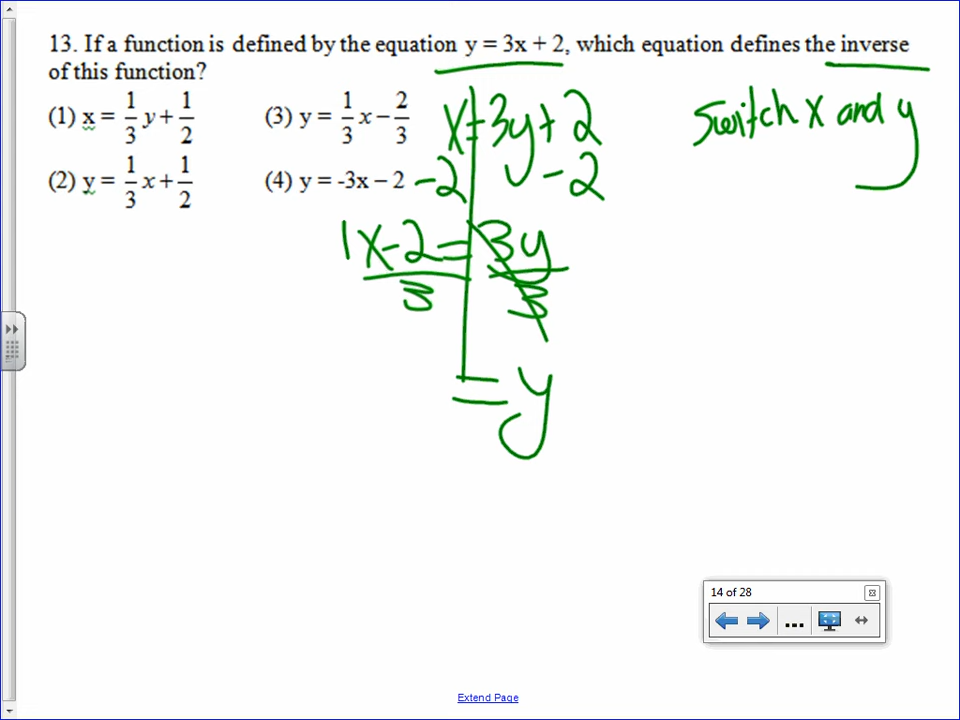 13. If a function is defined by the equation y = 3x + 2, which equation defines the inverse
of this function?
(1) x = 1/3 y + 1/2 (3) y = 1/3 x − 2/3
(2) y = 1/3 x + 1/2 (4) y = -3x – 2
switch x and y
x = 3y + 2
-2 -2
1x - 2 = 3y
3 3
= y
14 of 28
...
Extend Page